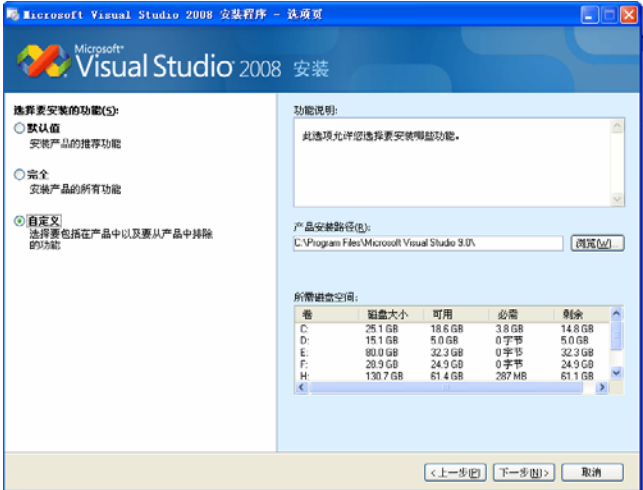 Microsoft Visual Studio 2008 安装程序 - 选项页
Microsoft
Visual Studio 2008 安装
选择要安装的功能(S):
默认值
安装产品的推荐功能
完全
安装产品的所有功能
自定义
选择要包括在产品中以及要从产品中排除
的功能
功能说明:
此选项允许您选择要安装哪些功能。
产品安装路径(R):
C:\Program Files\Microsoft Visual Studio 9.0\
浏览(W)...
所需磁盘空间:
卷 磁盘大小 可用 必需 剩余
C: 25.1 GB 18.6 GB 3.8 GB 14.8 GB
D: 15.1 GB 5.0 GB 0 字节 5.0 GB
E: 80.0 GB 32.3 GB 0 字节 32.3 GB
F: 28.9 GB 24.9 GB 0 字节 24.9 GB
H: 130.7 GB 61.4 GB 287 MB 61.1 GB
<上一步(P) 下一步(N)> 取消